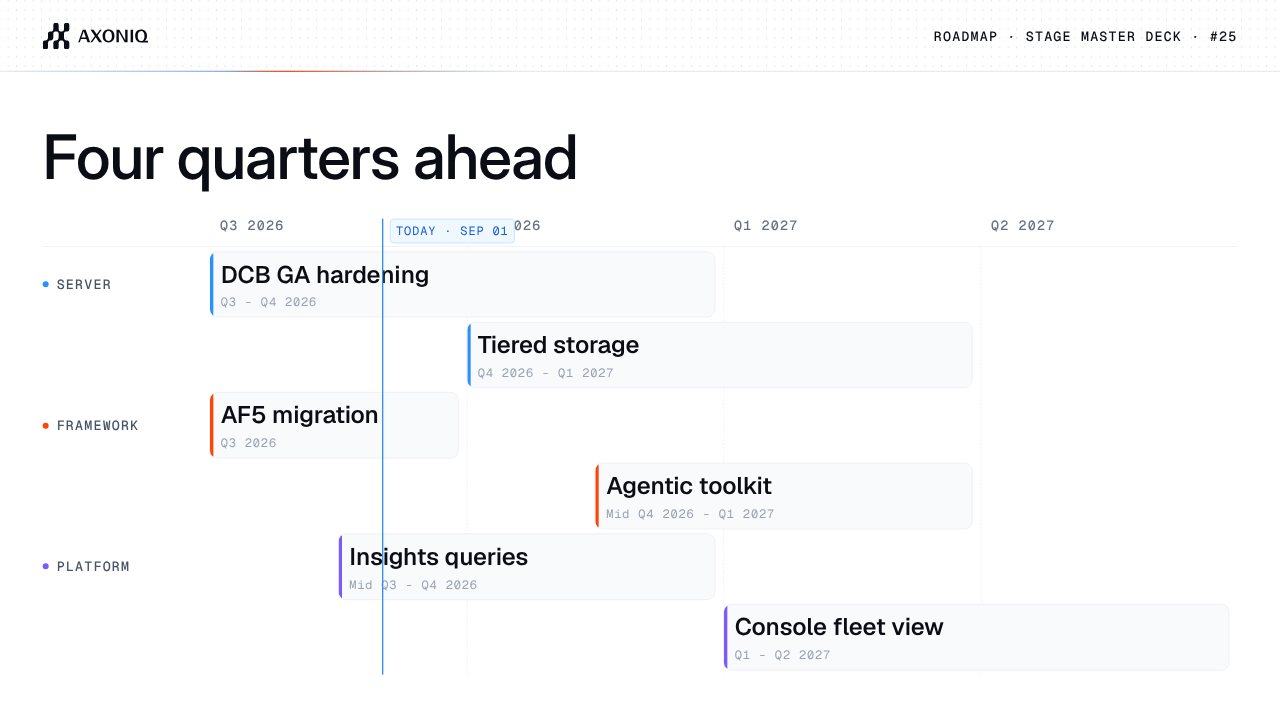 AXONIQ
ROADMAP · STAGE MASTER DECK · #25
Four quarters ahead
Q3 2026
TODAY · SEP 01
026
Q1 2027
Q2 2027
SERVER
DCB GA hardening
Q3 – Q4 2026
Tiered storage
Q4 2026 – Q1 2027
FRAMEWORK
AF5 migration
Q3 2026
Agentic toolkit
Mid Q4 2026 – Q1 2027
PLATFORM
Insights queries
Mid Q3 – Q4 2026
Console fleet view
Q1 – Q2 2027